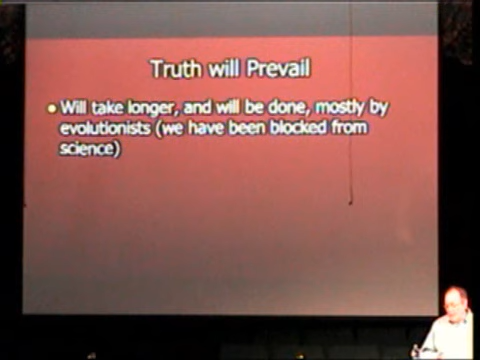 Truth will Prevail
Will take longer, and will be done, mostly by
evolutionists (we have been blocked from
science)